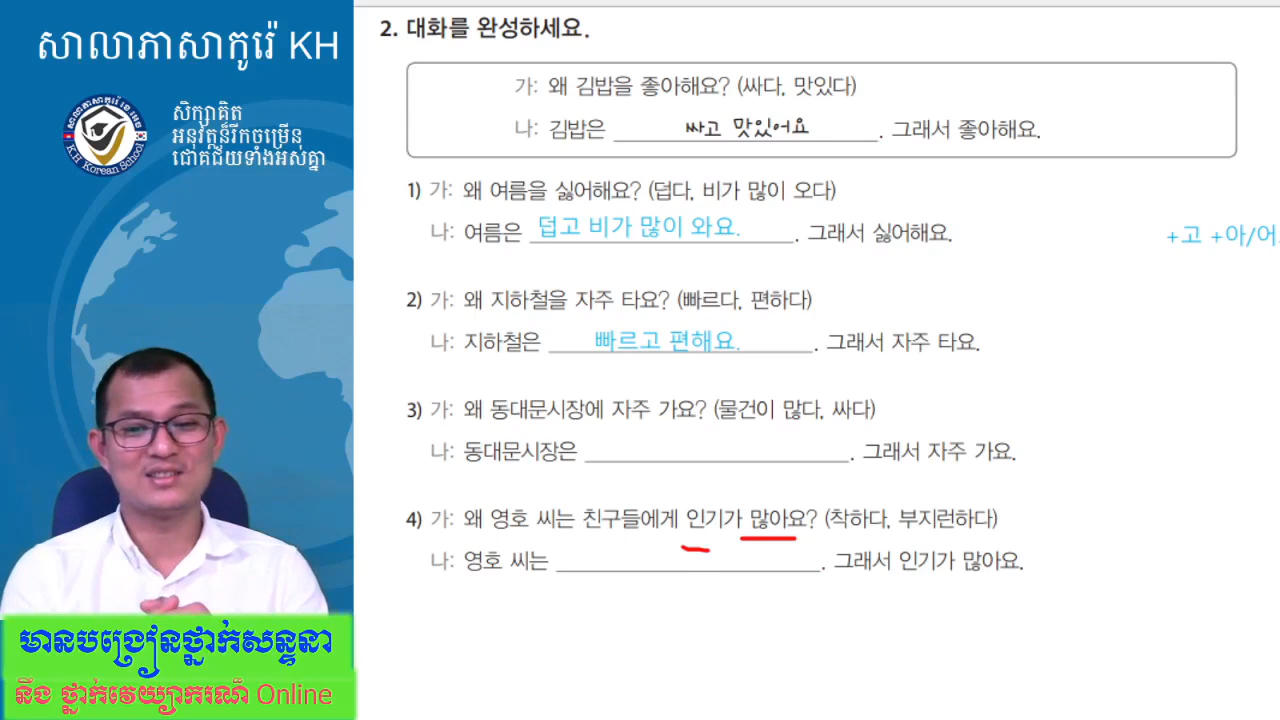 សាលាភាសាកូរ៉េ KH
សិក្សាគិត
អនុវត្តន៍រីកចម្រើន
ជោគជ័យទាំងអស់គ្នា
K.H Korean School
មានបង្រៀនថ្នាក់សន្ទនា
និង ថ្នាក់វេយ្យាករណ៍ Online
2. 대화를 완성하세요.
가: 왜 김밥을 좋아해요? (싸다, 맛있다)
나: 김밥은 싸고 맛있어요. 그래서 좋아해요.
1) 가: 왜 여름을 싫어해요? (덥다, 비가 많이 오다)
나: 여름은 덥고 비가 많이 와요. . 그래서 싫어해요.
+고 +아/어
2) 가: 왜 지하철을 자주 타요? (빠르다, 편하다)
나: 지하철은 빠르고 편해요. . 그래서 자주 타요.
3) 가: 왜 동대문시장에 자주 가요? (물건이 많다, 싸다)
나: 동대문시장은 ____. 그래서 자주 가요.
4) 가: 왜 영호 씨는 친구들에게 인기가 많아요? (착하다, 부지런하다)
나: 영호 씨는 ____. 그래서 인기가 많아요.